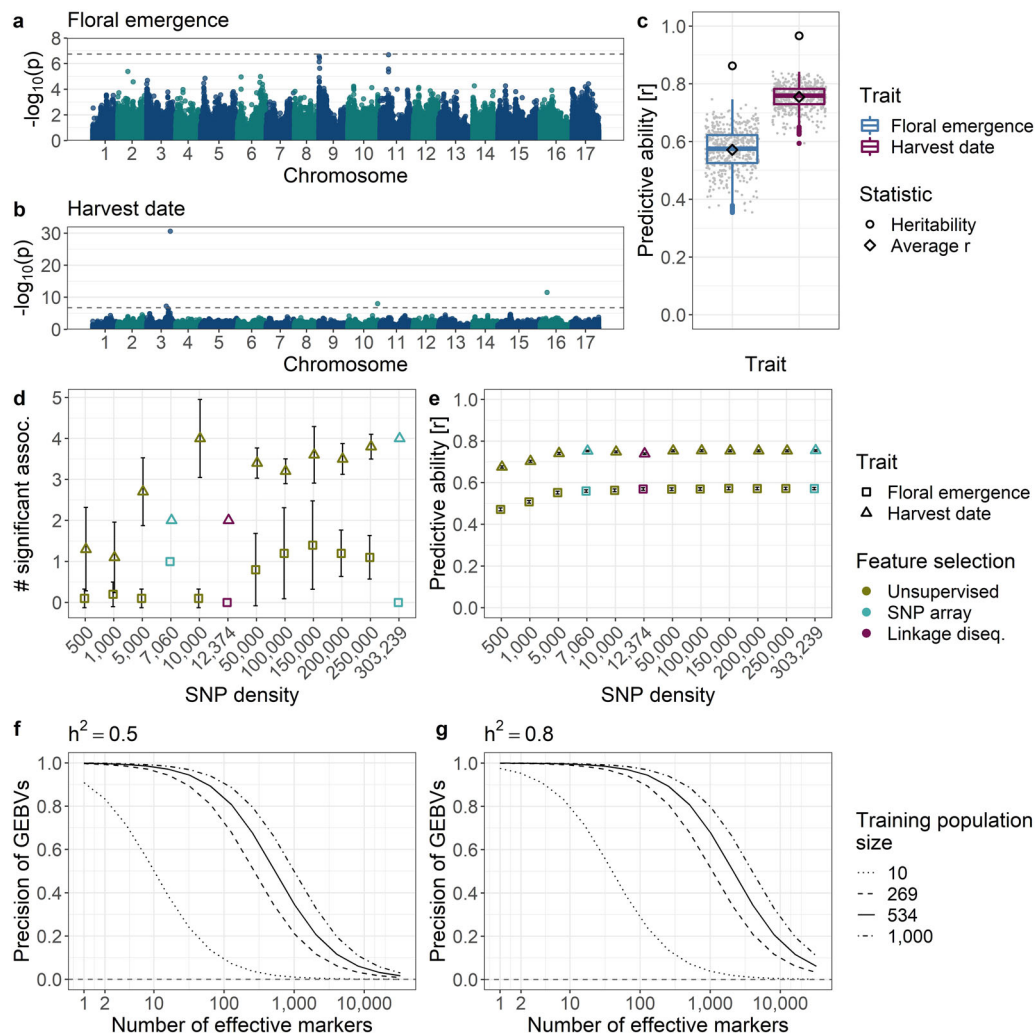 a Floral emergence
8
6
4
2
0
-log10(p)
1 2 3 4 5 6 7 8 9 10 11 12 13 14 15 16 17
Chromosome
b Harvest date
30
20
10
0
-log10(p)
1 2 3 4 5 6 7 8 9 10 11 12 13 14 15 16 17
Chromosome
c
1.0
0.8
0.6
0.4
0.2
0.0
Predictive ability [r]
Trait
Trait
Floral emergence
Harvest date
Statistic
Heritability
Average r
d
5
4
3
2
1
0
# significant assoc.
500 1,000 5,000 7,060 10,000 12,374 50,000 100,000 150,000 200,000 250,000 303,239
SNP density
e
1.0
0.8
0.6
0.4
0.2
0.0
Predictive ability [r]
500 1,000 5,000 7,060 10,000 12,374 50,000 100,000 150,000 200,000 250,000 303,239
SNP density
Trait
Floral emergence
Harvest date
Feature selection
Unsupervised
SNP array
Linkage diseq.
f h² = 0.5
1.0
0.8
0.6
0.4
0.2
0.0
Precision of GEBVs
1 2 10 100 1,000 10,000
Number of effective markers
g h² = 0.8
1.0
0.8
0.6
0.4
0.2
0.0
Precision of GEBVs
1 2 10 100 1,000 10,000
Number of effective markers
Training population
size
10
269
534
1,000